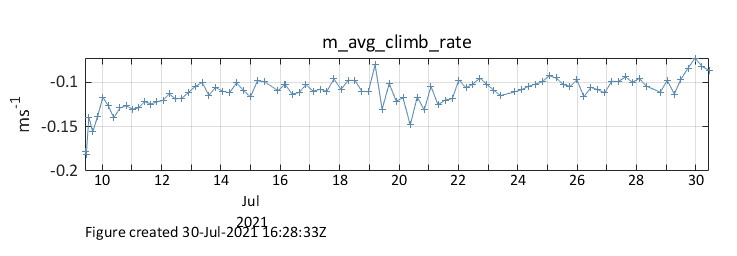 m_avg_climb_rate
-0.1
-0.15
-0.2
ms-1
10 12 14 16 18 20 22 24 26 28 30
Jul
2021
Figure created 30-Jul-2021 16:28:33Z